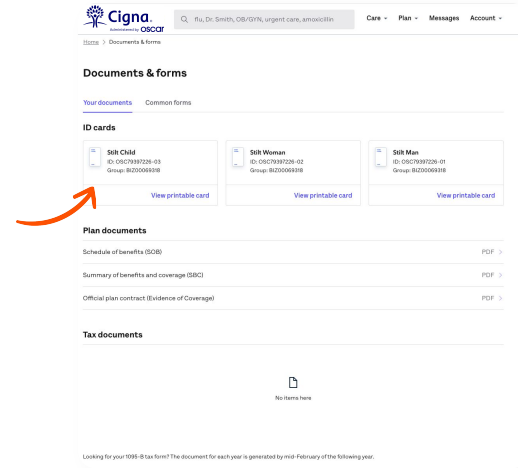 Cigna.
Administered by oscar
flu, Dr. Smith, OB/GYN, urgent care, amoxicillin
Care
Plan
Messages
Account
Home > Documents & forms
Documents & forms
Your documents
Common forms
ID cards
Stilt Child
ID: OSC79397226-03
Group: BIZ00069318
View printable card
Stilt Woman
ID: OSC79397226-02
Group: BIZ00069318
View printable card
Stilt Man
ID: OSC79397226-01
Group: BIZ00069318
View printable card
Plan documents
Schedule of benefits (SOB)
PDF >
Summary of benefits and coverage (SBC)
PDF >
Official plan contract (Evidence of Coverage)
PDF >
Tax documents
No items here
Looking for your 1095-B tax form? The document for each year is generated by mid-February of the following year.